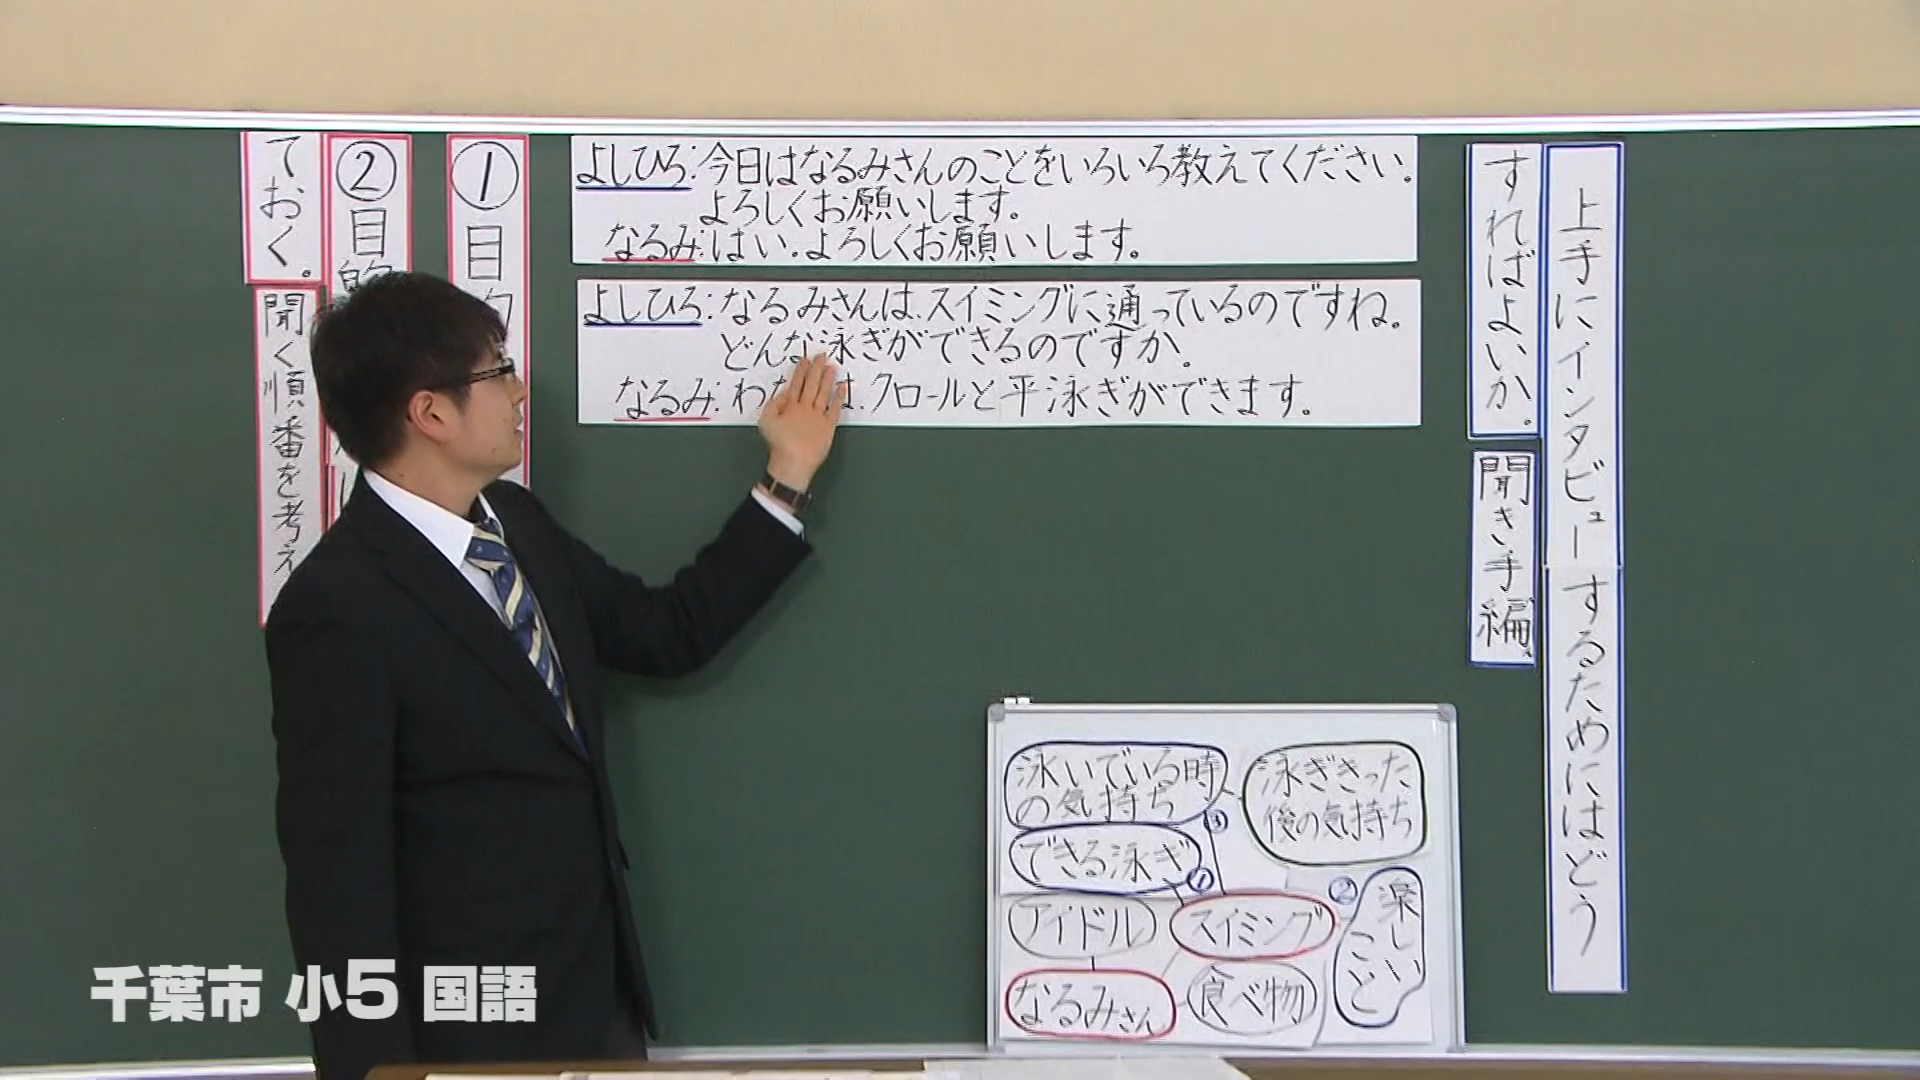 上手にインタビューするためにはどう
すればよいか。
聞き手編
よしひろ:今日はなるみさんのことをいろいろ教えてください。
よろしくお願いします。
なるみ:はい。よろしくお願いします。
よしひろ:なるみさんは、スイミングに通っているのですね。
どんな泳ぎができるのですか。
なるみ:わ は、クロールと平泳ぎができます。
①目
②目的
ておく。
聞く順番を考え
泳いでいる時
の気持ち
泳ぎきった
後の気持ち
③
できる泳ぎ
①
②
楽しい
こと
アイドル
スイミング
なるみさん
食べ物
千葉市 小5 国語